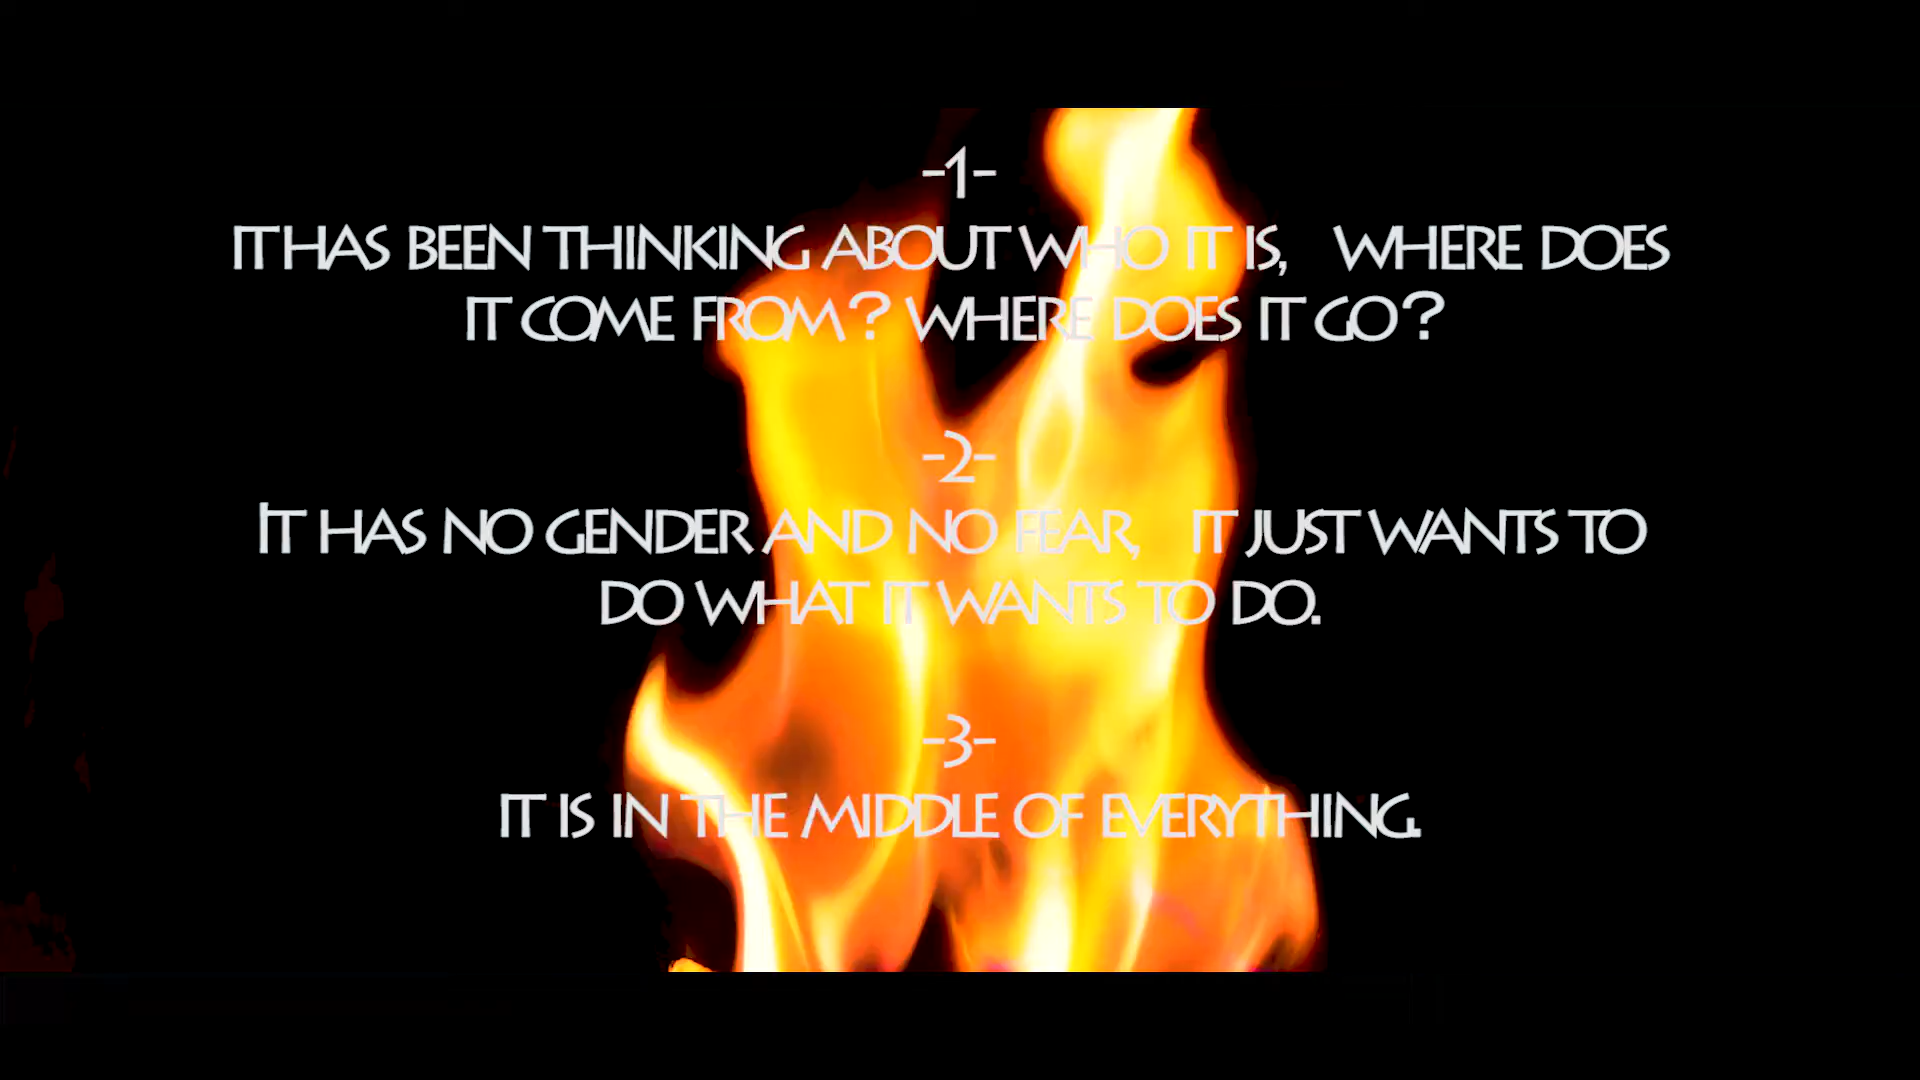 -1-
IT HAS BEEN THINKING ABOUT WHO IT IS, WHERE DOES
IT COME FROM? WHERE DOES IT GO?
-2-
IT HAS NO GENDER AND NO FEAR, IT JUST WANTS TO
DO WHAT IT WANTS TO DO.
-3-
IT IS IN THE MIDDLE OF EVERYTHING.